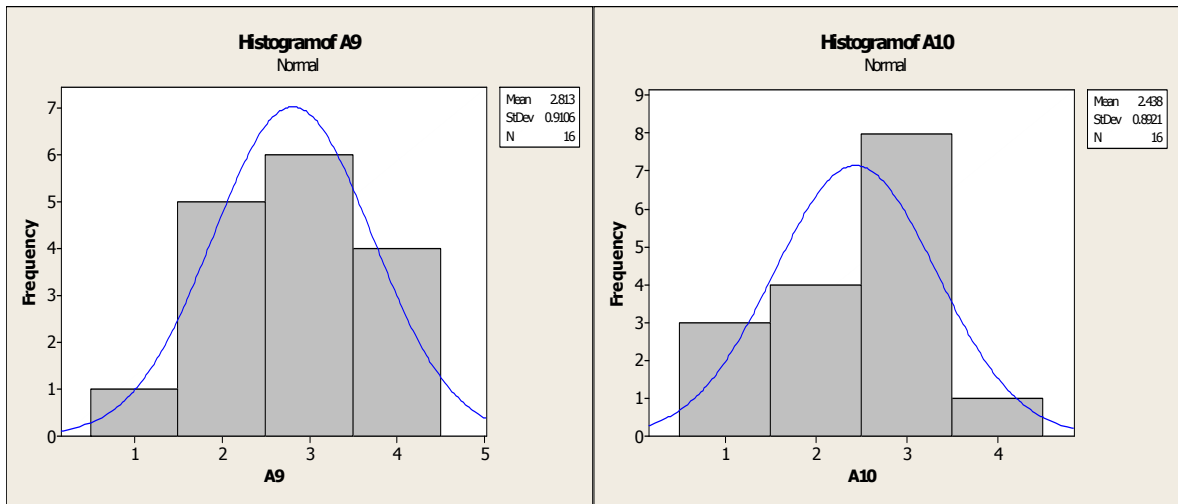 Histogram of A9
Normal
Mean 2.813
StDev 0.9106
N 16
Frequency
7
6
5
4
3
2
1
0
1 2 3 4 5
A9
Histogram of A10
Normal
Mean 2.438
StDev 0.8921
N 16
Frequency
9
8
7
6
5
4
3
2
1
0
1 2 3 4
A10